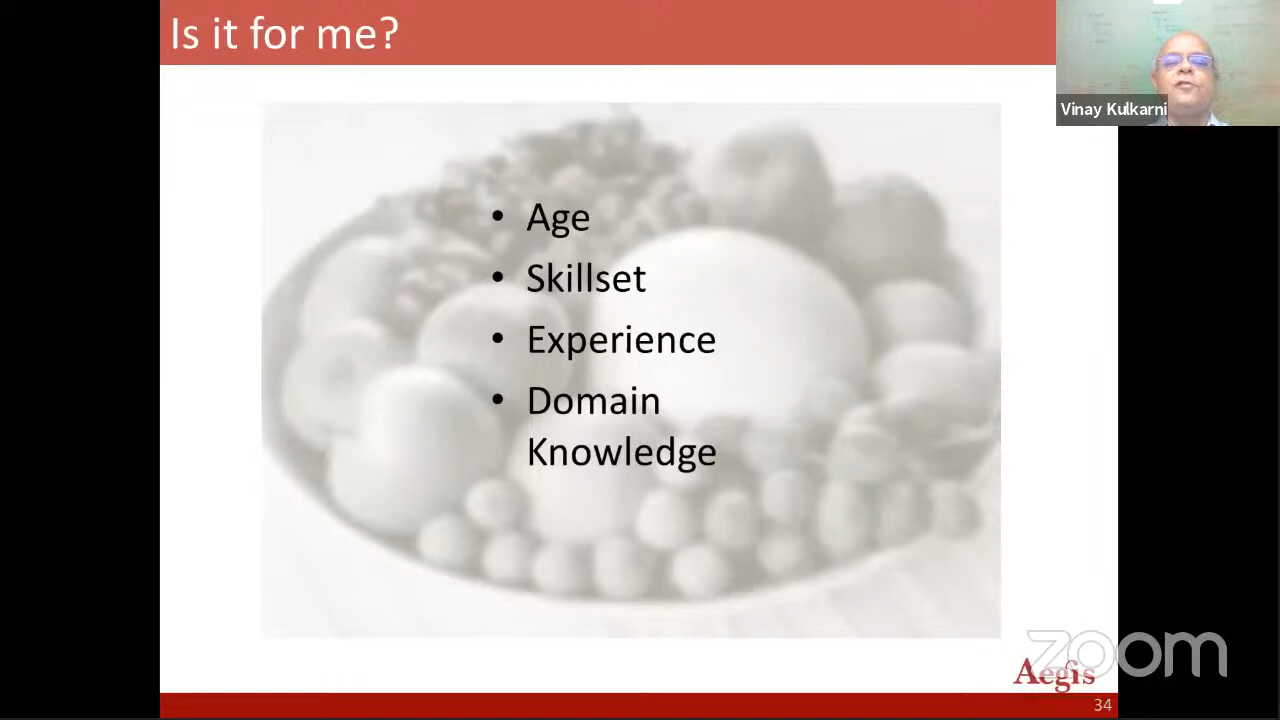 Is it for me?
Vinay Kulkarni
• Age
• Skillset
• Experience
• Domain
Knowledge
Aegis
zoom
34